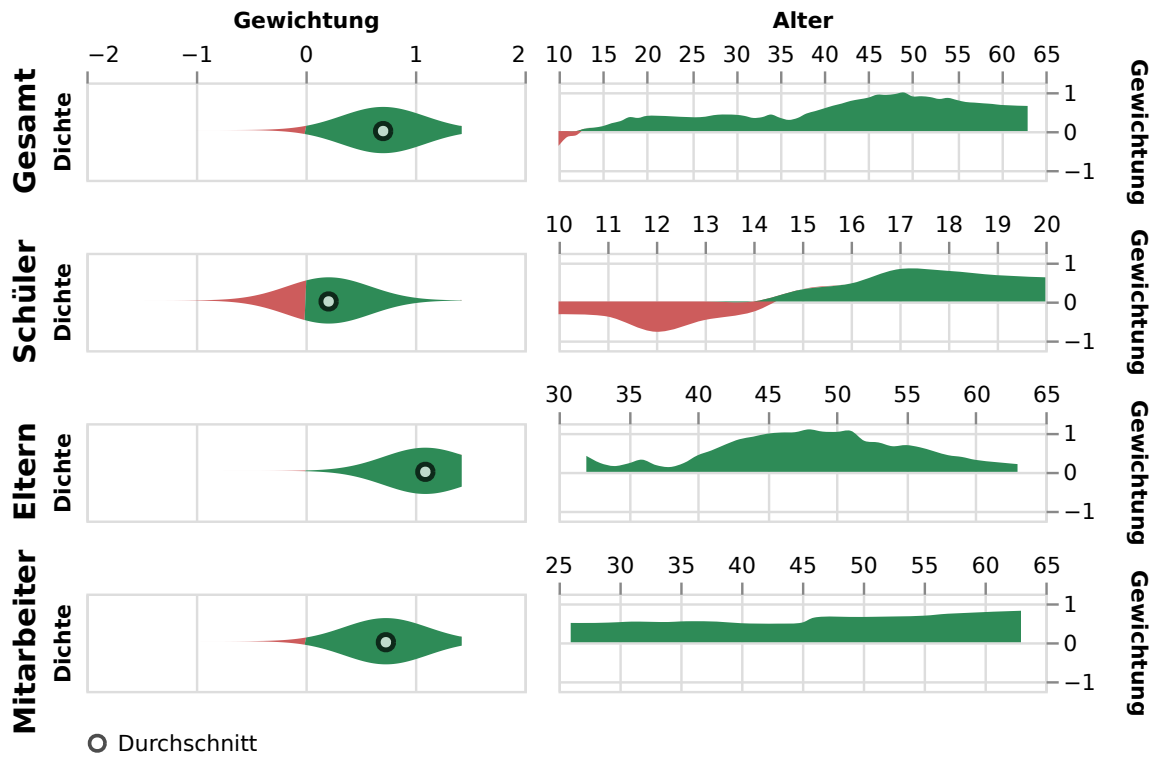 Gewichtung Alter
−2 −1 0 1 2 10 15 20 25 30 35 40 45 50 55 60 65
Gesamt Dichte 1 0 −1 Gewichtung
10 11 12 13 14 15 16 17 18 19 20
Schüler Dichte 1 0 −1 Gewichtung
30 35 40 45 50 55 60 65
Eltern Dichte 1 0 −1 Gewichtung
25 30 35 40 45 50 55 60 65
Mitarbeiter Dichte 1 0 −1 Gewichtung
Durchschnitt